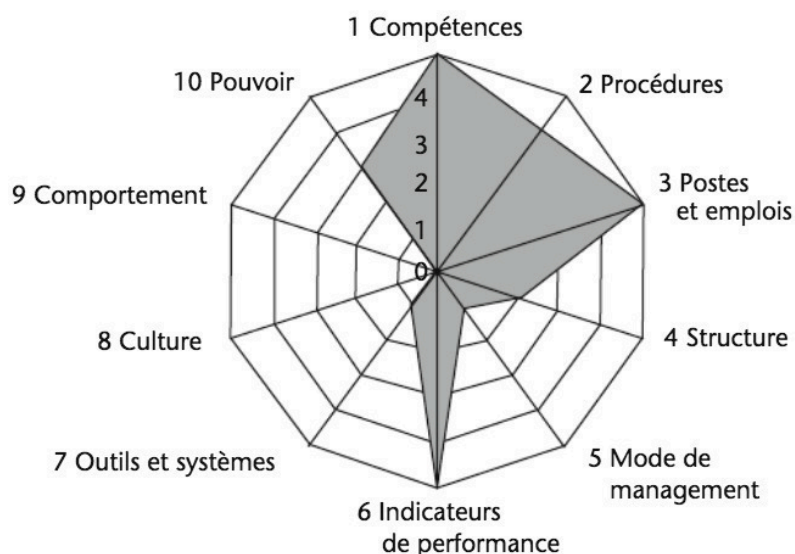 1 Compétences
10 Pouvoir
2 Procédures
9 Comportement
3 Postes
et emplois
4
3
2
1
0
8 Culture
4 Structure
7 Outils et systèmes
5 Mode de
management
6 Indicateurs
de performance